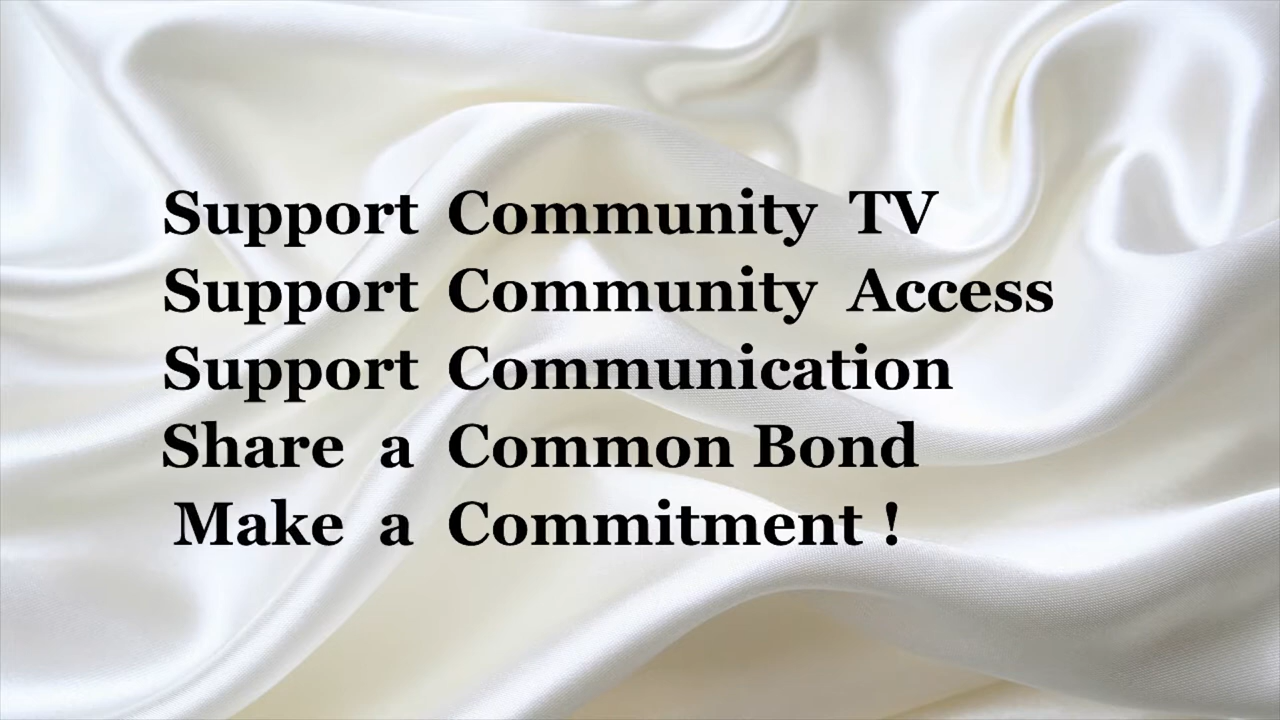 Support Community TV
Support Community Access
Support Communication
Share a Common Bond
Make a Commitment !